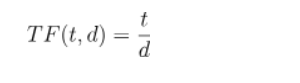 TF(t, d) = t/d